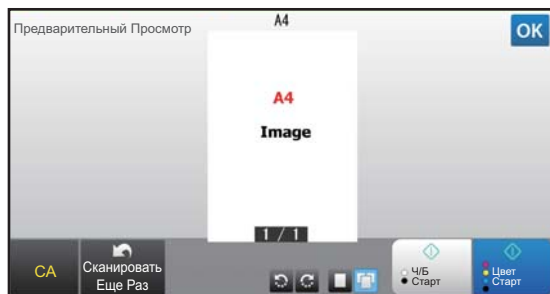 Предварительный Просмотр
A4
OK
A4
Image
1 / 1
CA
Сканировать
Еще Раз
Ч/Б
Старт
Цвет
Старт